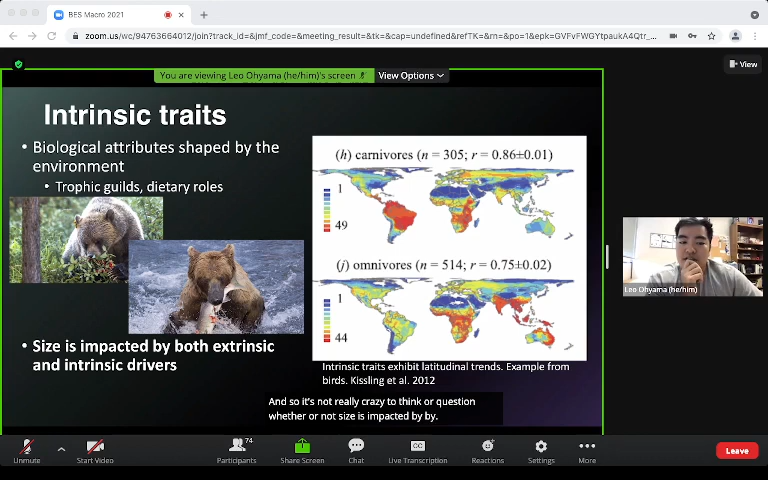 BES Macro 2021
zoom.us/wc/94763664012/join?track_id=&jmf_code=&meeting_result=&tk=&cap=undefined&refTK=&rn=&po=1&epk=GVFvFWGYtpaukA4Qtr_...
You are viewing Leo Ohyama (he/him)'s screen
View Options
View
Intrinsic traits
• Biological attributes shaped by the
environment
• Trophic guilds, dietary roles
(h) carnivores (n = 305; r = 0.86±0.01)
1
49
(j) omnivores (n = 514; r = 0.75±0.02)
1
44
Leo Ohyama (he/him)
• Size is impacted by both extrinsic
and intrinsic drivers
Intrinsic traits exhibit latitudinal trends. Example from
birds. Kissling et al. 2012
And so it's not really crazy to think or question
whether or not size is impacted by by.
Unmute
Start Video
Participants
74
Share Screen
Chat
CC
Live Transcription
Reactions
Settings
More
Leave